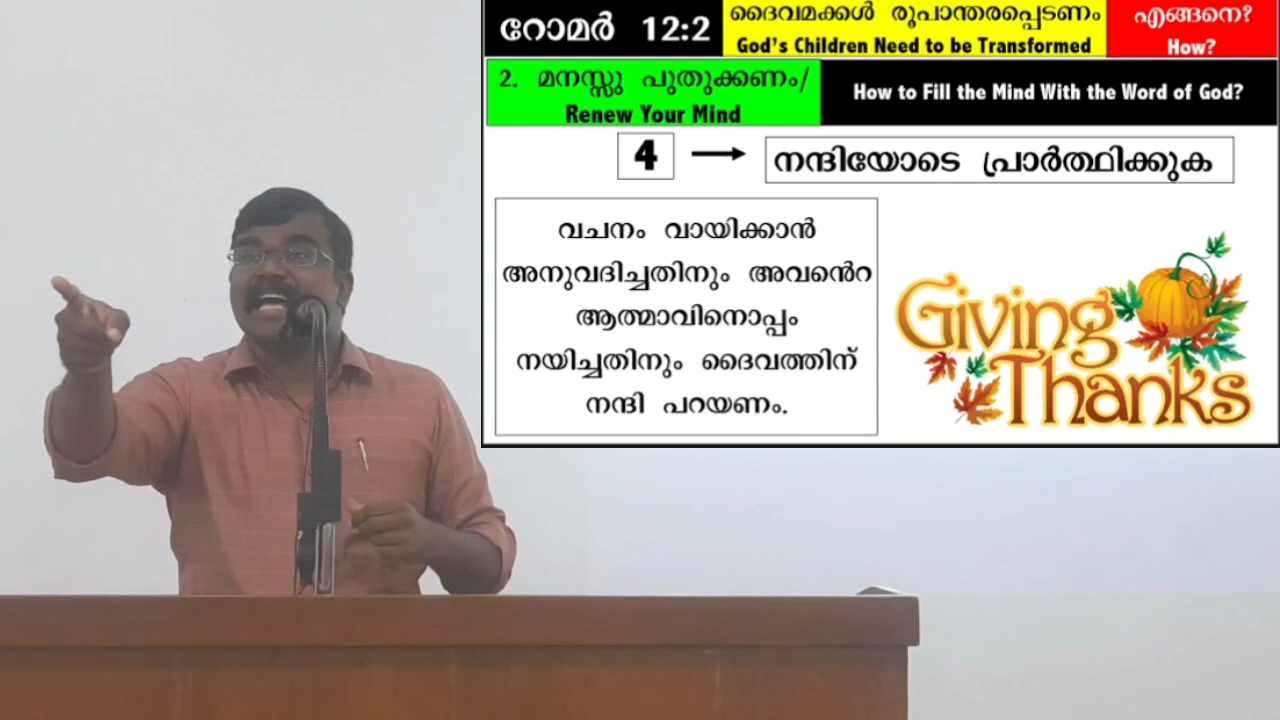 റോമർ 12:2
ദൈവമക്കൾ രൂപാന്തരപ്പെടണം
God's Children Need to be Transformed
എങ്ങനെ?
How?
2. മനസ്സു പുതുക്കണം/
Renew Your Mind
How to Fill the Mind With the Word of God?
4
നന്ദിയോടെ പ്രാർത്ഥിക്കുക
വചനം വായിക്കാൻ
അനുവദിച്ചതിനും അവൻെറ
ആത്മാവിനൊപ്പം
നയിച്ചതിനും ദൈവത്തിന്
നന്ദി പറയണം.
Giving
Thanks